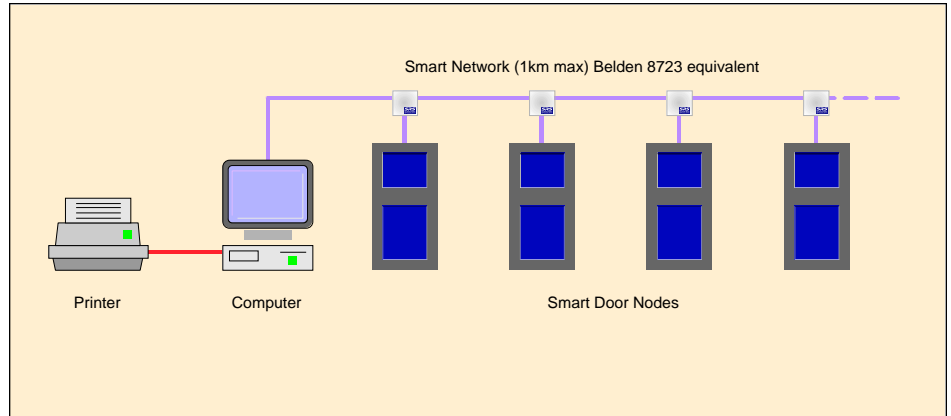 Smart Network (1km max) Belden 8723 equivalent
Printer
Computer
Smart Door Nodes